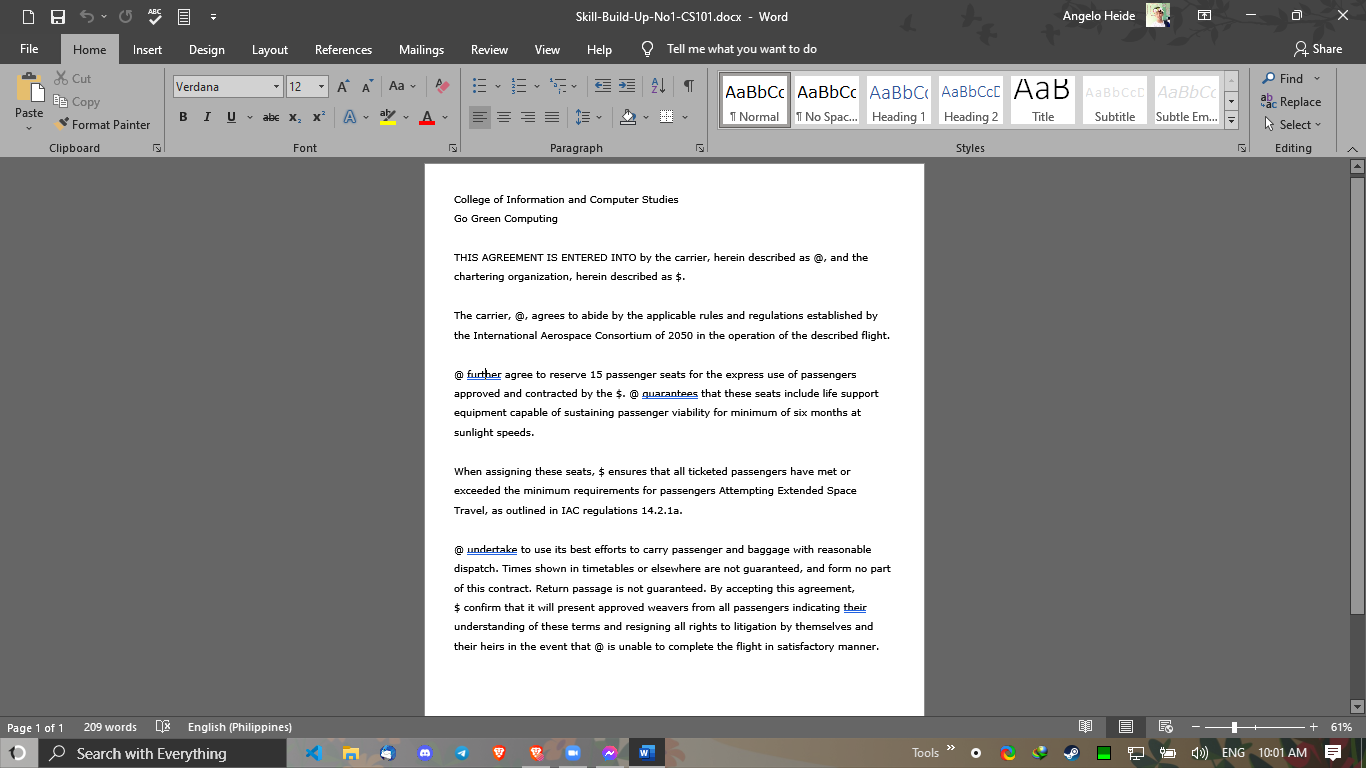 Skill-Build-Up-No1-CS101.docx - Word
Angelo Heide
File Home Insert Design Layout References Mailings Review View Help Tell me what you want to do Share
Paste
Cut
Copy
Format Painter
Clipboard
Verdana 12
Font
Paragraph
AaBbCc AaBbCc AaBbCc AaBbCcD AaB AaBbCcD AaBbCc
¶ Normal ¶ No Spac... Heading 1 Heading 2 Title Subtitle Subtle Em...
Styles
Find
Replace
Select
Editing
College of Information and Computer Studies
Go Green Computing
THIS AGREEMENT IS ENTERED INTO by the carrier, herein described as @, and the
chartering organization, herein described as $.
The carrier, @, agrees to abide by the applicable rules and regulations established by
the International Aerospace Consortium of 2050 in the operation of the described flight.
@ further agree to reserve 15 passenger seats for the express use of passengers
approved and contracted by the $. @ guarantees that these seats include life support
equipment capable of sustaining passenger viability for minimum of six months at
sunlight speeds.
When assigning these seats, $ ensures that all ticketed passengers have met or
exceeded the minimum requirements for passengers Attempting Extended Space
Travel, as outlined in IAC regulations 14.2.1a.
@ undertake to use its best efforts to carry passenger and baggage with reasonable
dispatch. Times shown in timetables or elsewhere are not guaranteed, and form no part
of this contract. Return passage is not guaranteed. By accepting this agreement,
$ confirm that it will present approved weavers from all passengers indicating their
understanding of these terms and resigning all rights to litigation by themselves and
their heirs in the event that @ is unable to complete the flight in satisfactory manner.
Page 1 of 1 209 words English (Philippines) 61%
Search with Everything
Tools ENG 10:01 AM